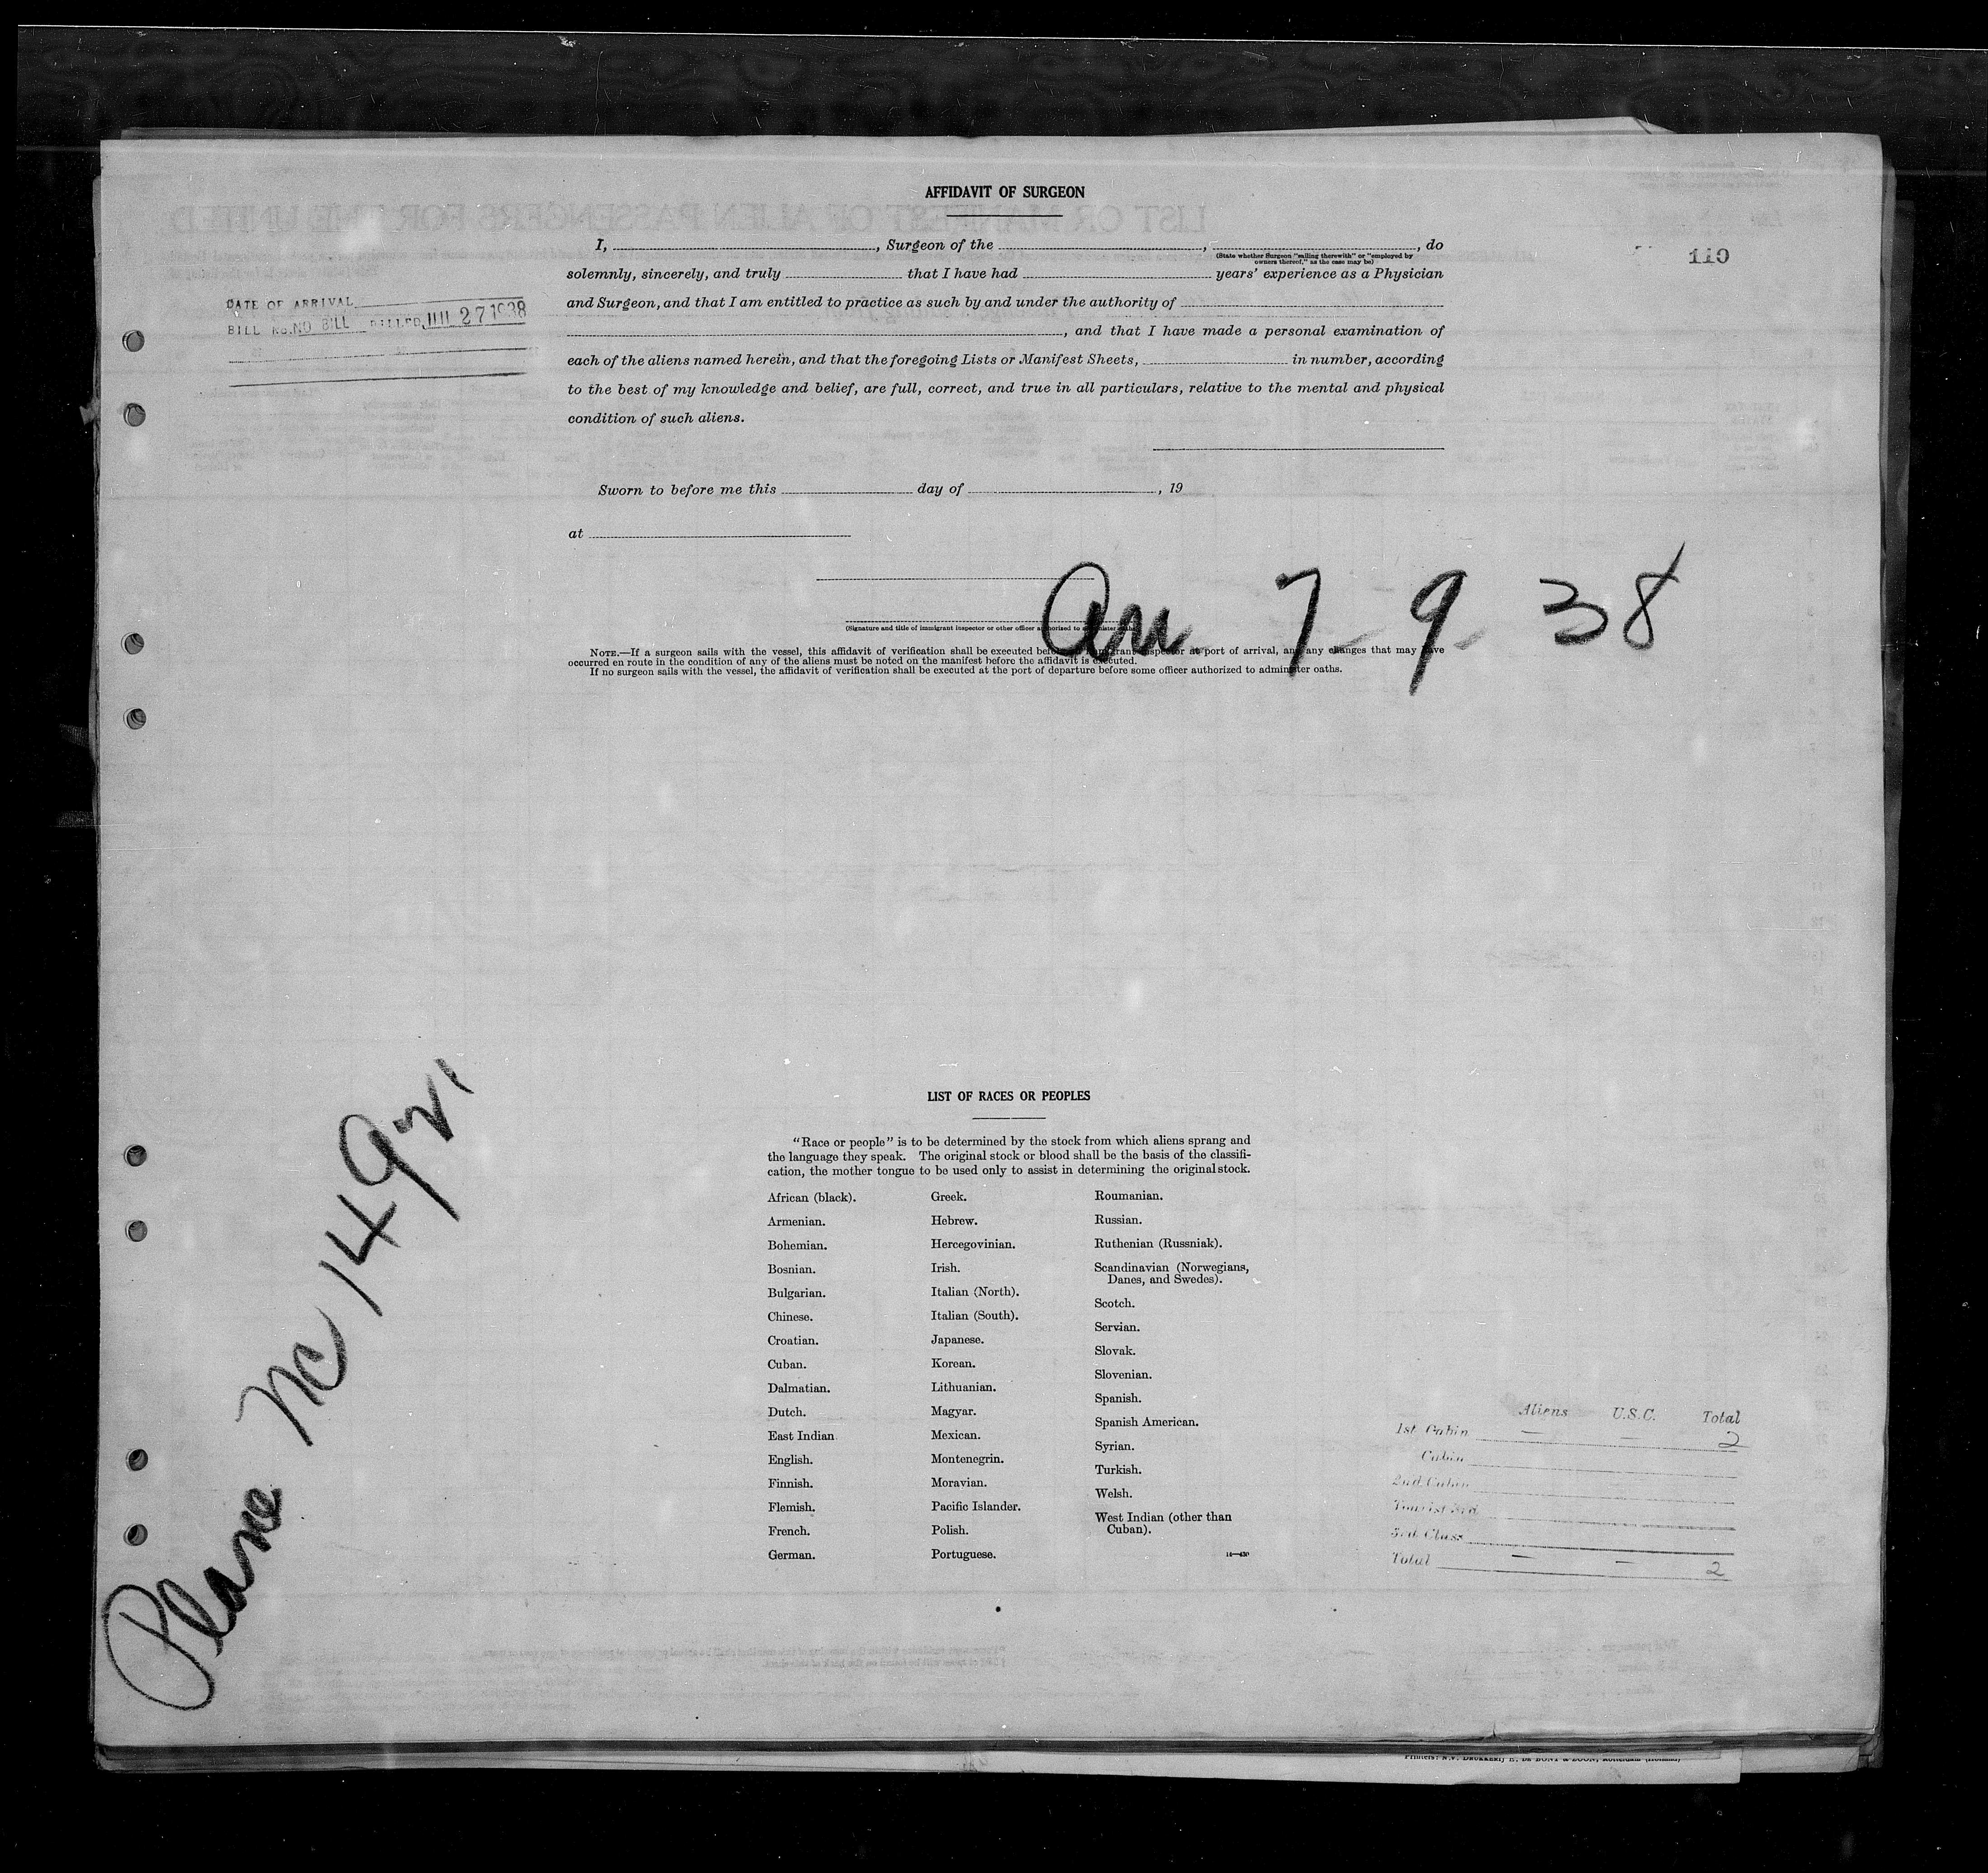 AFFIDAVIT OF SURGEON
I, , Surgeon of the , , do
(State whether Surgeon "sailing therewith" or "employed by
owners thereof," as the case may be)
110
solemnly, sincerely, and truly that I have had years' experience as a Physician
and Surgeon, and that I am entitled to practice as such by and under the authority of
, and that I have made a personal examination of
each of the aliens named herein, and that the foregoing Lists or Manifest Sheets, in number, according
to the best of my knowledge and belief, are full, correct, and true in all particulars, relative to the mental and physical
condition of such aliens.
DATE OF ARRIVAL
BILL NO. NO BILL BILLED JUL 27 1938
Sworn to before me this day of , 19
at
Arr 7-9-38
(Signature and title of immigrant inspector or other officer authorized to administer oaths)
NOTE.—If a surgeon sails with the vessel, this affidavit of verification shall be executed before immigrant inspector at port of arrival, and any changes that may have
occurred en route in the condition of any of the aliens must be noted on the manifest before the affidavit is executed.
If no surgeon sails with the vessel, the affidavit of verification shall be executed at the port of departure before some officer authorized to administer oaths.
Plane
LIST OF RACES OR PEOPLES
"Race or people" is to be determined by the stock from which aliens sprang and
the language they speak. The original stock or blood shall be the basis of the classifi-
cation, the mother tongue to be used only to assist in determining the original stock.
African (black).
Armenian.
Bohemian.
Bosnian.
Bulgarian.
Chinese.
Croatian.
Cuban.
Dalmatian.
Dutch.
East Indian.
English.
Finnish.
Flemish.
French.
German.
Greek.
Hebrew.
Hercegovinian.
Irish.
Italian (North).
Italian (South).
Japanese.
Korean.
Lithuanian.
Magyar.
Mexican.
Montenegrin.
Moravian.
Pacific Islander.
Polish.
Portuguese.
Roumanian.
Russian.
Ruthenian (Russniak).
Scandinavian (Norwegians,
Danes, and Swedes).
Scotch.
Servian.
Slovak.
Slovenian.
Spanish.
Spanish American.
Syrian.
Turkish.
Welsh.
West Indian (other than
Cuban).
Aliens U.S.C. Total
1st Cabin — — 2
Cabin
2nd Cabin
Tourist 3rd
3rd Class
Total — — 2